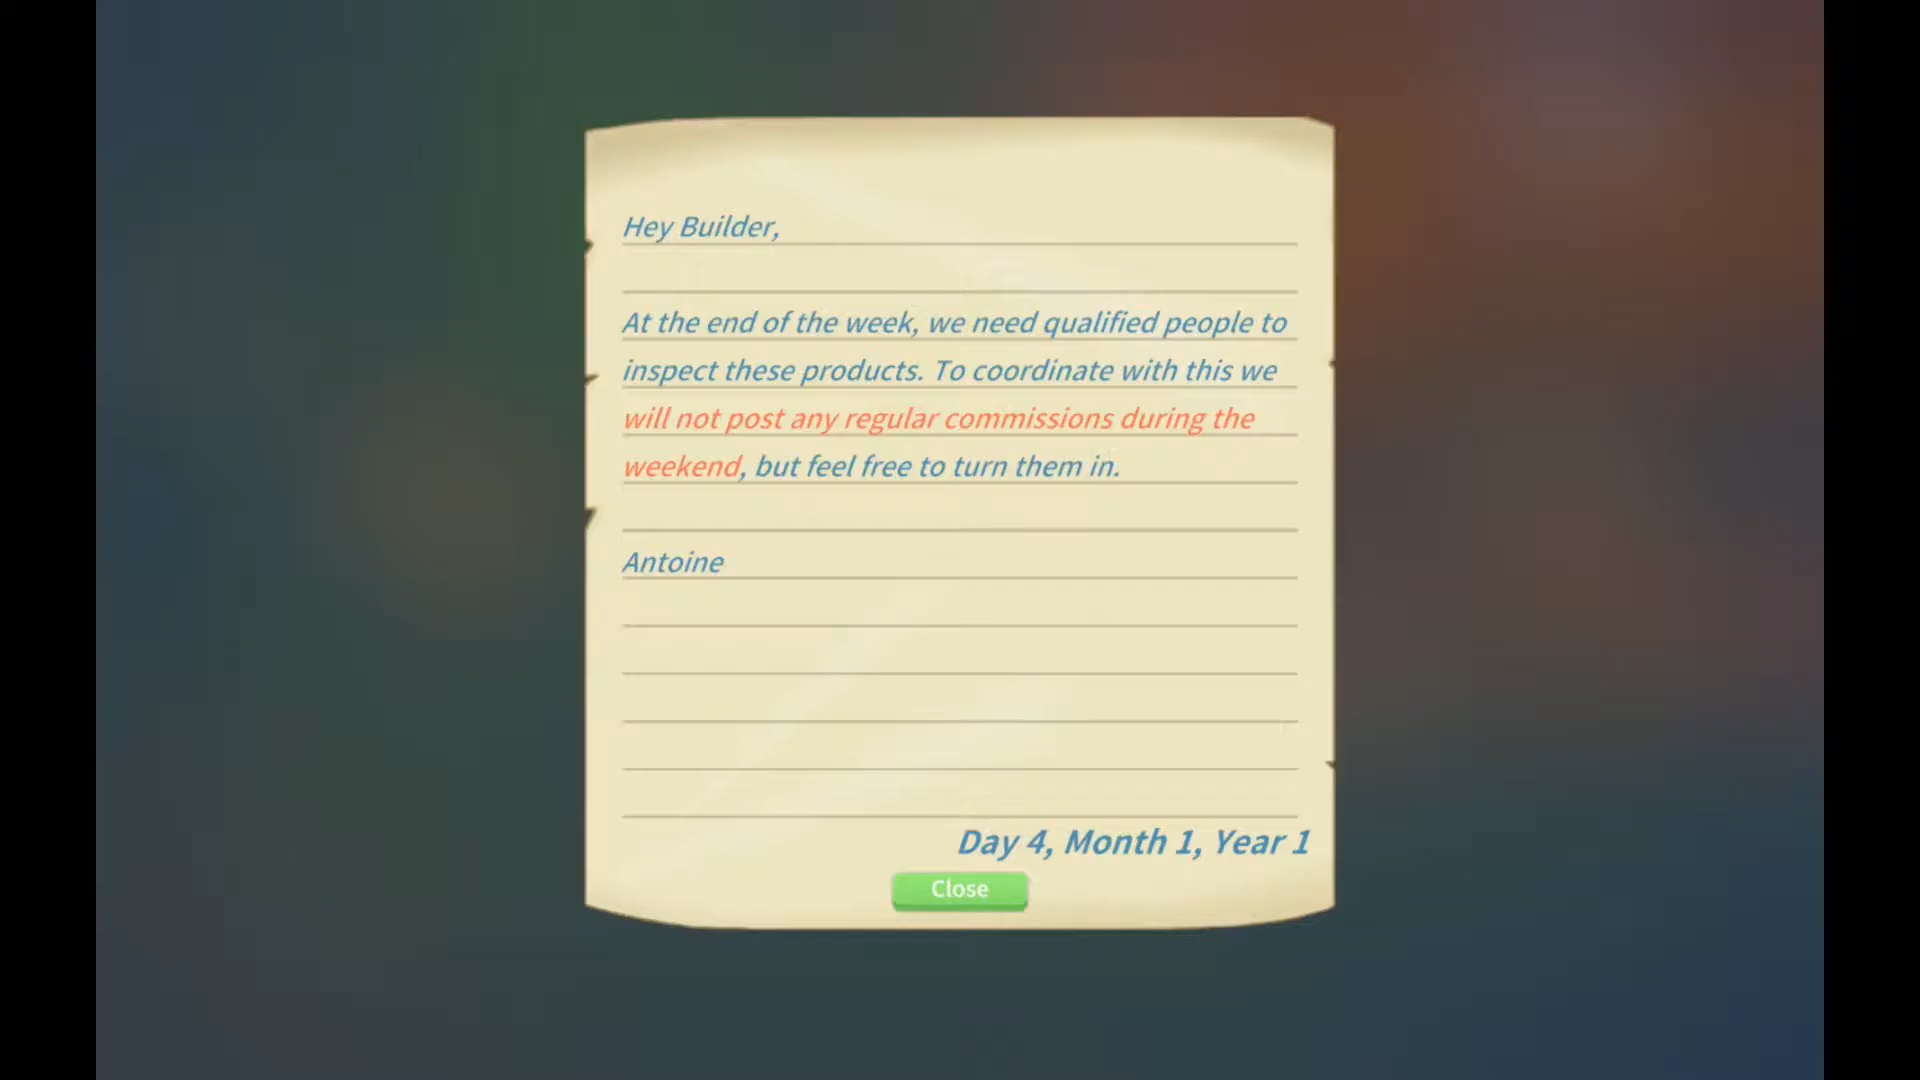 Hey Builder,
At the end of the week, we need qualified people to
inspect these products. To coordinate with this we
will not post any regular commissions during the
weekend, but feel free to turn them in.
Antoine
Day 4, Month 1, Year 1
Close